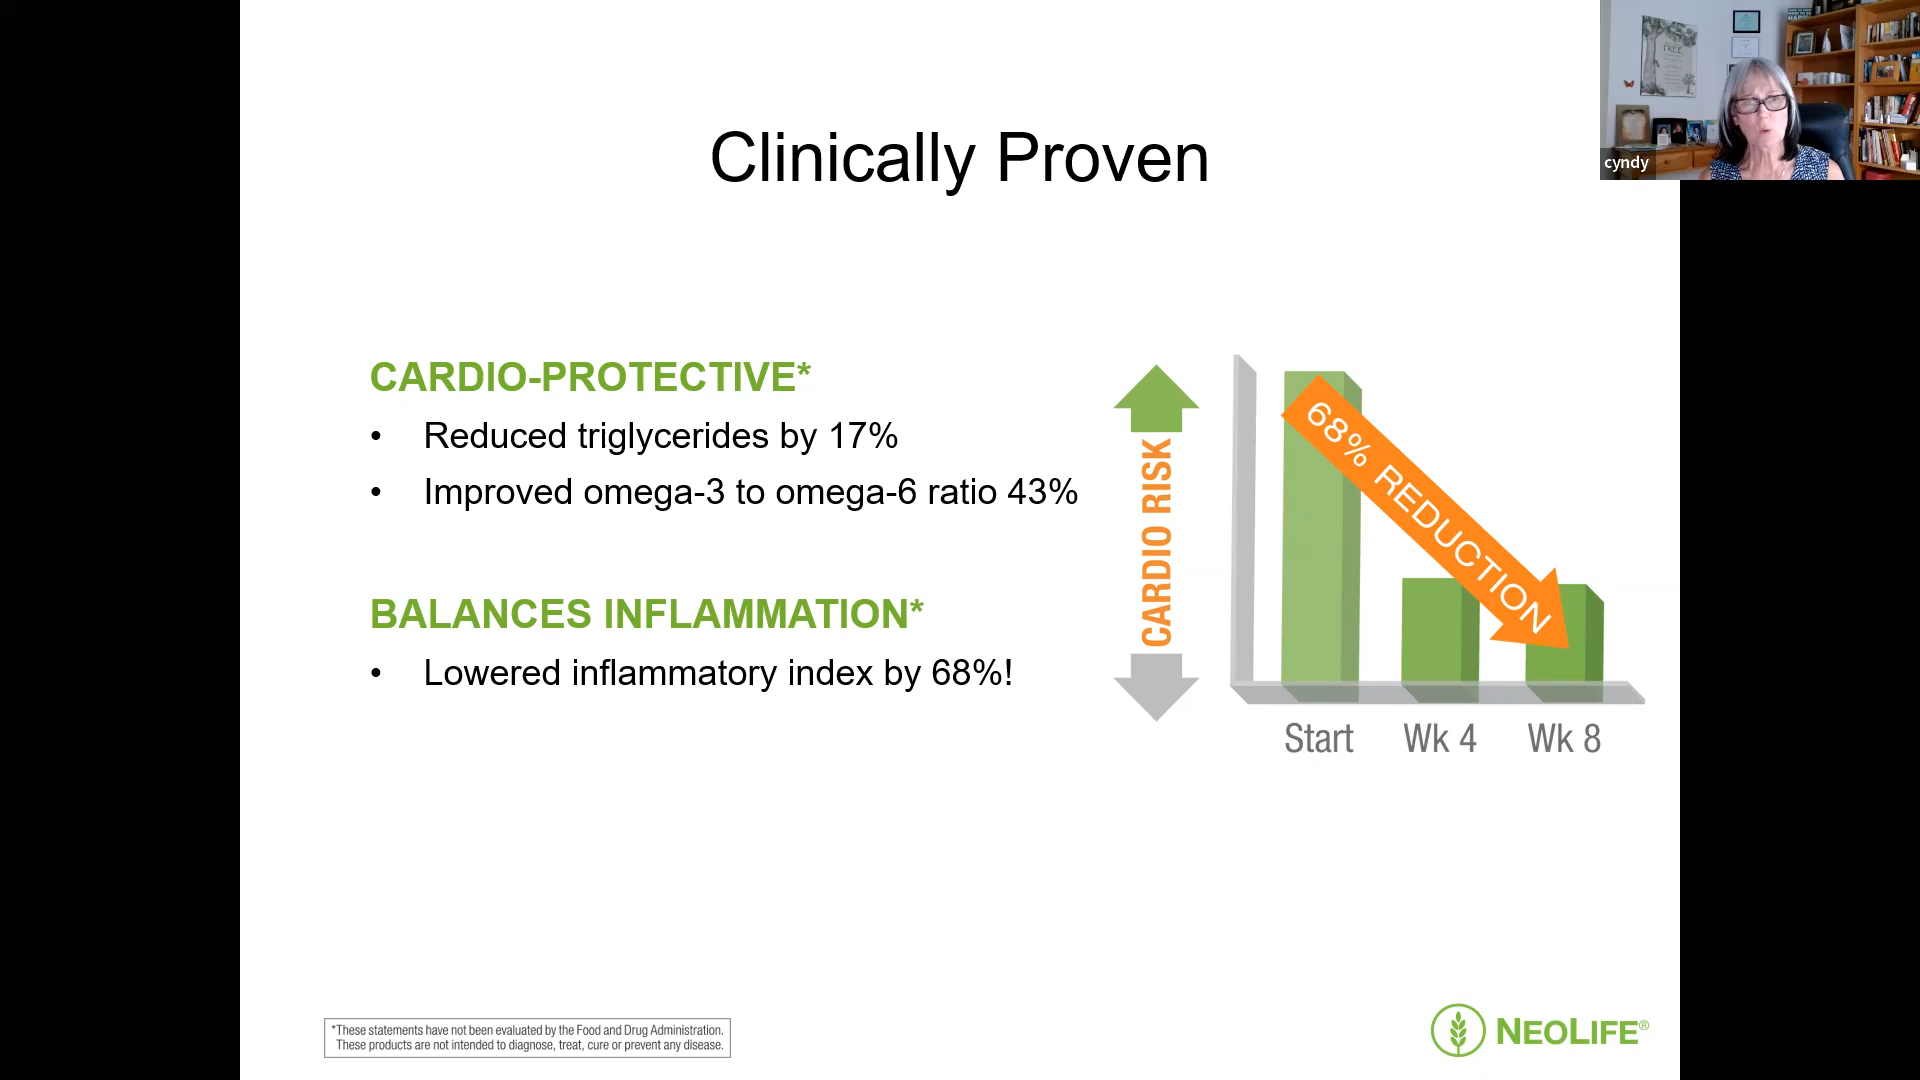 Clinically Proven
cyndy
TREE
CARDIO-PROTECTIVE*
• Reduced triglycerides by 17%
• Improved omega-3 to omega-6 ratio 43%
BALANCES INFLAMMATION*
• Lowered inflammatory index by 68%!
CARDIO RISK
68% REDUCTION
Start Wk 4 Wk 8
*These statements have not been evaluated by the Food and Drug Administration.
These products are not intended to diagnose, treat, cure or prevent any disease.
NEOLIFE®